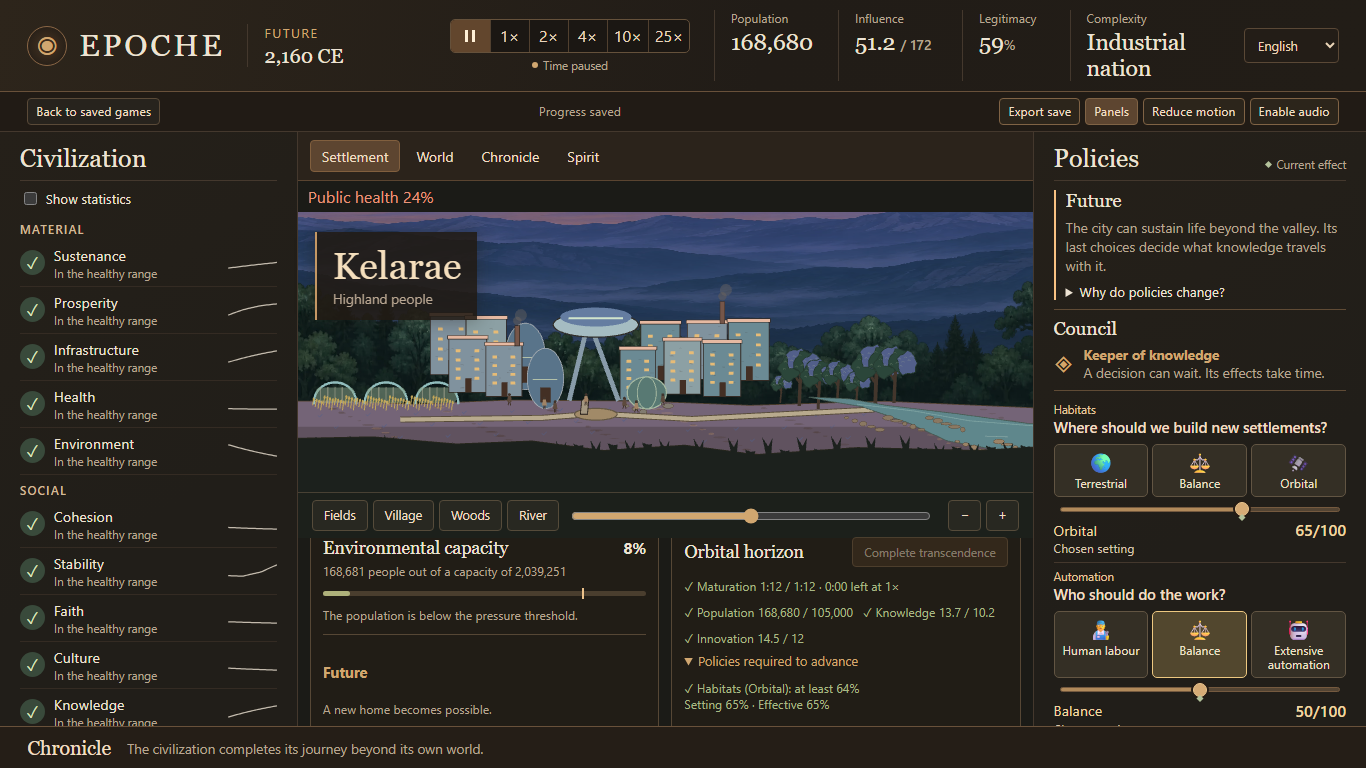 EPOCHE
FUTURE
2,160 CE
1×
2×
4×
10×
25×
Time paused
Population
168,680
Influence
51.2 / 172
Legitimacy
59%
Complexity
Industrial
nation
English
Back to saved games
Progress saved
Export save
Panels
Reduce motion
Enable audio
Civilization
Show statistics
MATERIAL
Sustenance
In the healthy range
Prosperity
In the healthy range
Infrastructure
In the healthy range
Health
In the healthy range
Environment
In the healthy range
SOCIAL
Cohesion
In the healthy range
Stability
In the healthy range
Faith
In the healthy range
Culture
In the healthy range
Knowledge
In the healthy range
Settlement
World
Chronicle
Spirit
Public health 24%
Kelarae
Highland people
Fields
Village
Woods
River
−
+
Environmental capacity
8%
168,681 people out of a capacity of 2,039,251
The population is below the pressure threshold.
Future
A new home becomes possible.
Orbital horizon
Complete transcendence
✓ Maturation 1:12 / 1:12 · 0:00 left at 1×
✓ Population 168,680 / 105,000 ✓ Knowledge 13.7 / 10.2
✓ Innovation 14.5 / 12
▼ Policies required to advance
✓ Habitats (Orbital): at least 64%
Setting 65% · Effective 65%
Policies
◆ Current effect
Future
The city can sustain life beyond the valley. Its
last choices decide what knowledge travels
with it.
▶ Why do policies change?
Council
Keeper of knowledge
A decision can wait. Its effects take time.
Habitats
Where should we build new settlements?
Terrestrial
Balance
Orbital
Orbital
65/100
Chosen setting
Automation
Who should do the work?
Human labour
Balance
Extensive
automation
Balance
50/100
Chronicle
The civilization completes its journey beyond its own world.